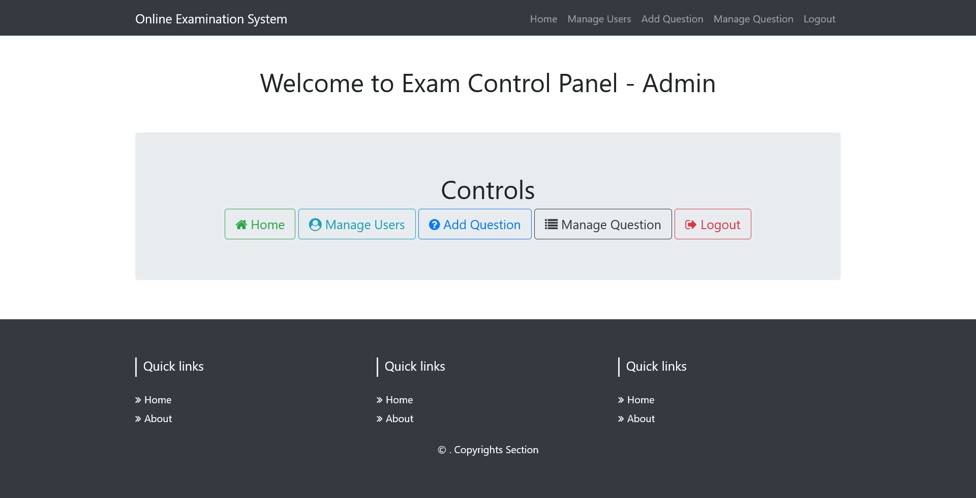 Online Examination System Home Manage Users Add Question Manage Question Logout
Welcome to Exam Control Panel - Admin
Controls
Home Manage Users Add Question Manage Question Logout
Quick links Quick links Quick links
» Home » Home » Home
» About » About » About
© . Copyrights Section